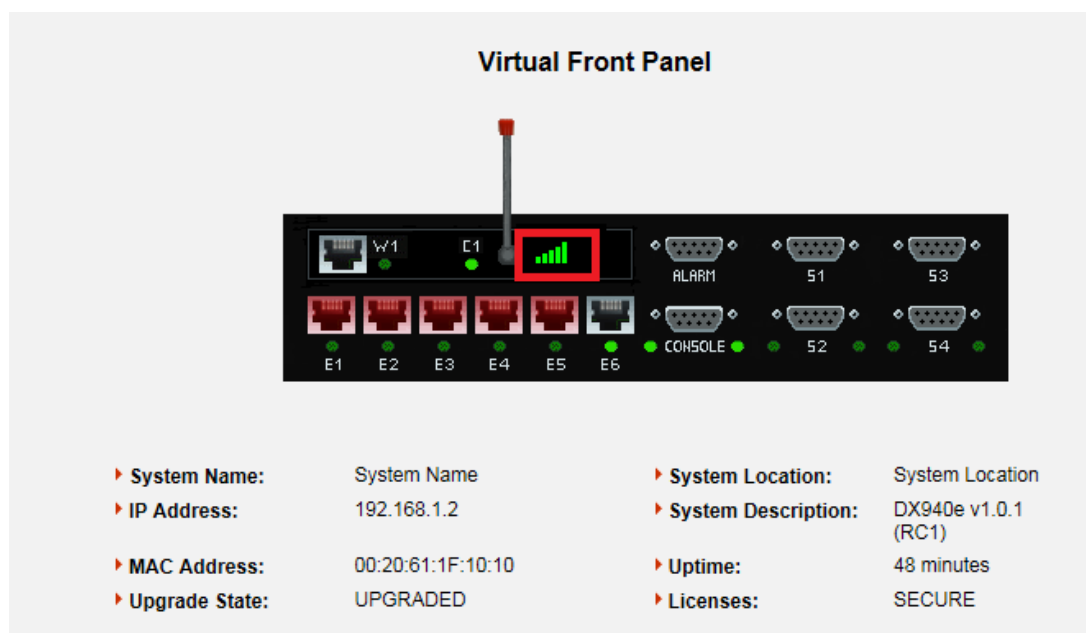 Virtual Front Panel
W1 C1
ALARM S1 S3
CONSOLE S2 S4
E1 E2 E3 E4 E5 E6
System Name: System Name System Location: System Location
IP Address: 192.168.1.2 System Description: DX940e v1.0.1
(RC1)
MAC Address: 00:20:61:1F:10:10 Uptime: 48 minutes
Upgrade State: UPGRADED Licenses: SECURE